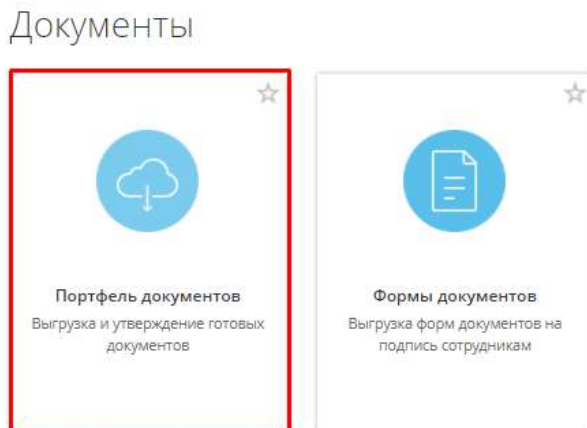 Документы
Портфель документов
Выгрузка и утверждение готовых
документов
Формы документов
Выгрузка форм документов на
подпись сотрудникам